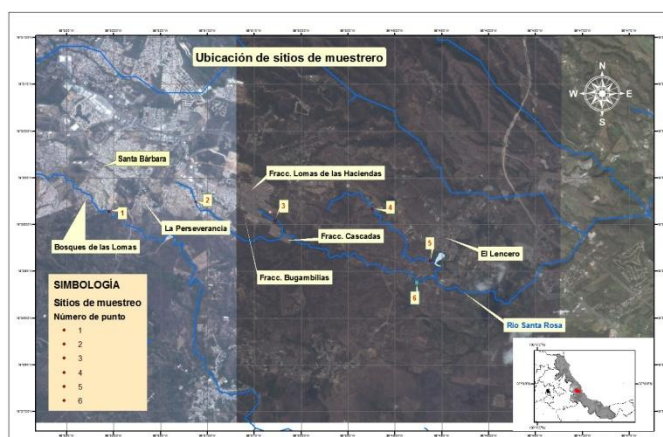 Ubicación de sitios de muestrero
N
W
E
S
Santa Bárbara
Fracc. Lomas de las Haciendas
2
3
4
1
La Perseverancia
Fracc. Cascadas
5
El Lencero
Bosques de las Lomas
Fracc. Bugambilias
6
Río Santa Rosa
SIMBOLOGÍA
Sitios de muestreo
Número de punto
1
2
3
4
5
6